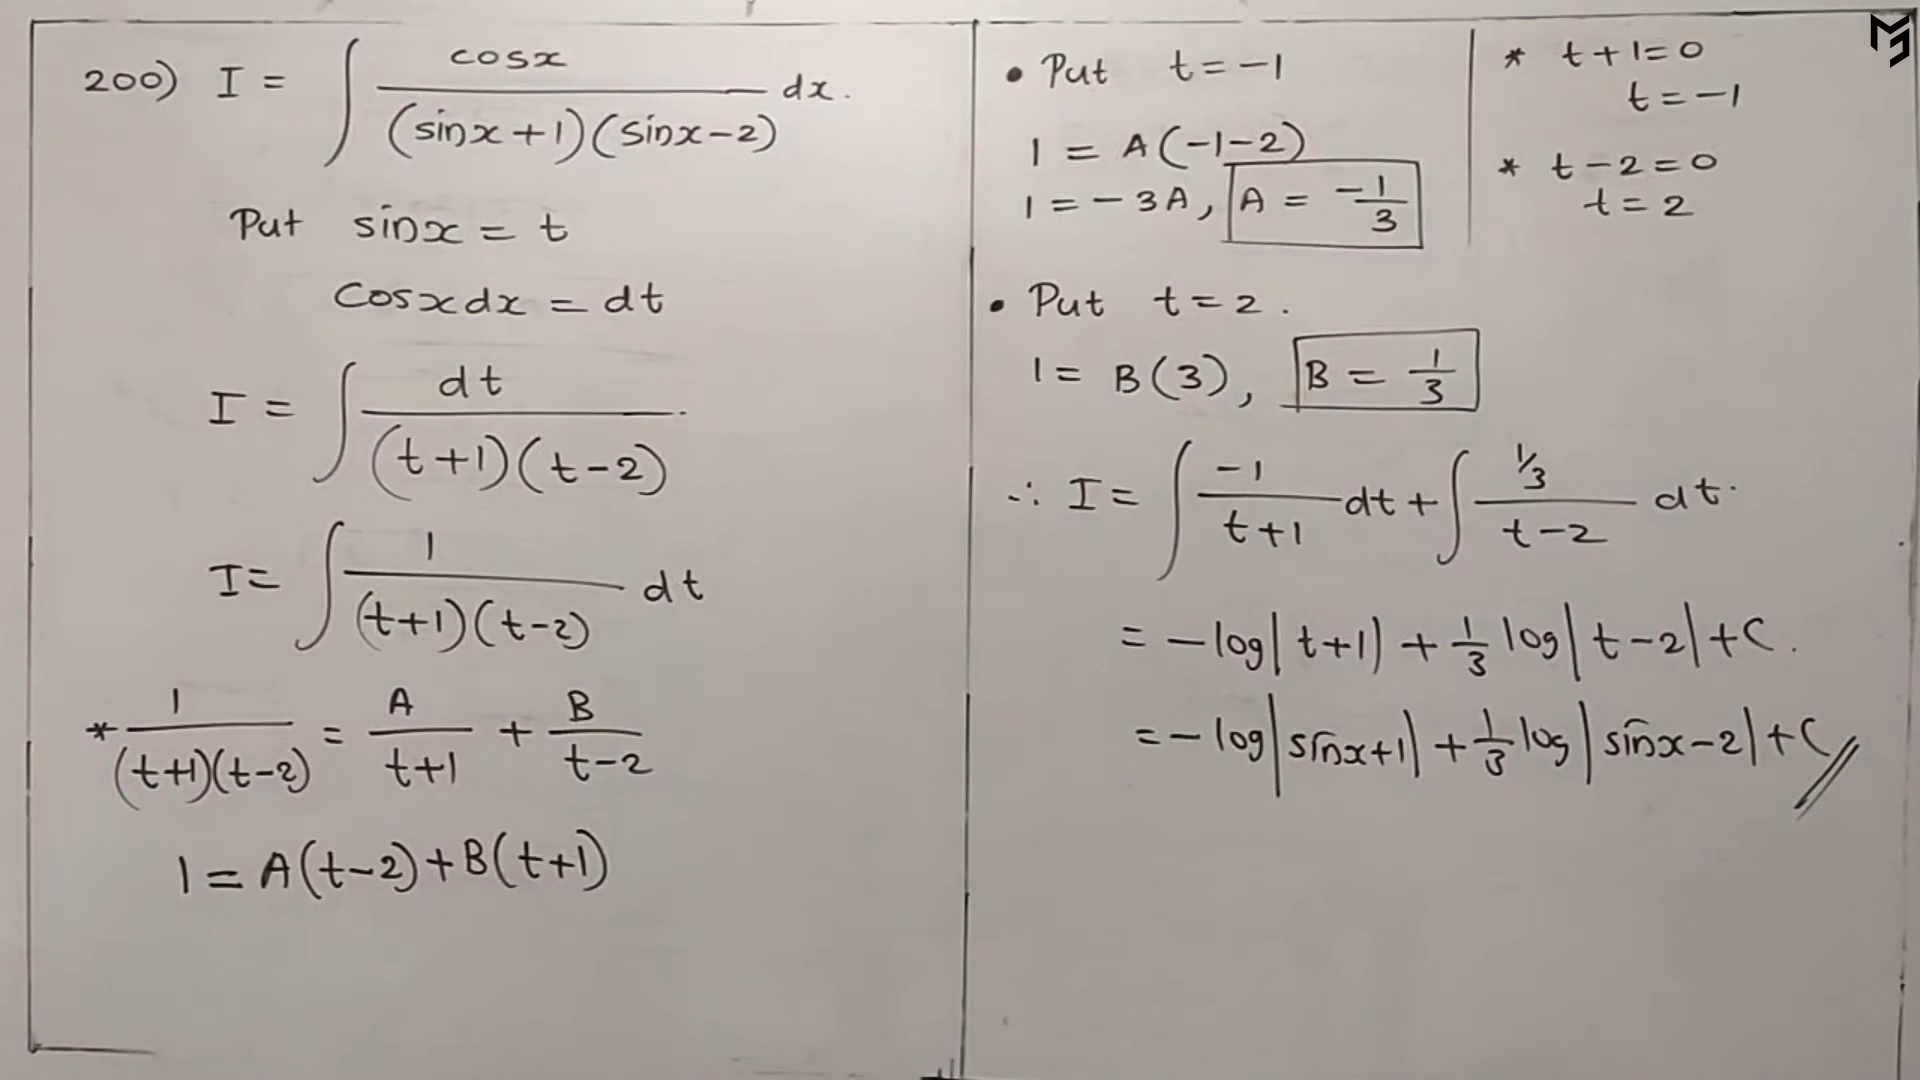 200) I = ∫ cosx / (sinx+1)(sinx-2) dx.
Put sinx = t
cosxdx = dt
I = ∫ dt / (t+1)(t-2)
I = ∫ 1 / (t+1)(t-2) dt
* 1 / (t+1)(t-2) = A / t+1 + B / t-2
1 = A(t-2)+B(t+1)
• Put t = -1
1 = A(-1-2)
1 = -3A, A = -1/3
* t+1=0
t = -1
* t-2=0
t = 2
• Put t = 2.
1 = B(3), B = 1/3
∴ I = ∫ -1 / t+1 dt + ∫ 1/3 / t-2 dt.
= -log|t+1| + 1/3 log|t-2|+C.
= -log|sinx+1| + 1/3 log|sinx-2|+C//